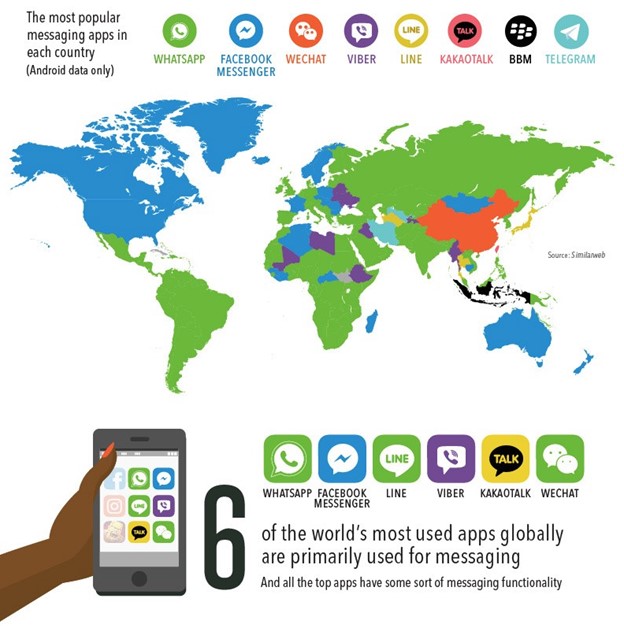 The most popular
messaging apps in
each country
(Android data only)
WHATSAPP
FACEBOOK
MESSENGER
WECHAT
VIBER
LINE
LINE
TALK
KAKAOTALK
BBM
TELEGRAM
Source: Similarweb
LINE
TALK
LINE
TALK
WHATSAPP
FACEBOOK
MESSENGER
LINE
VIBER
KAKAOTALK
WECHAT
6
of the world's most used apps globally
are primarily used for messaging
And all the top apps have some sort of messaging functionality